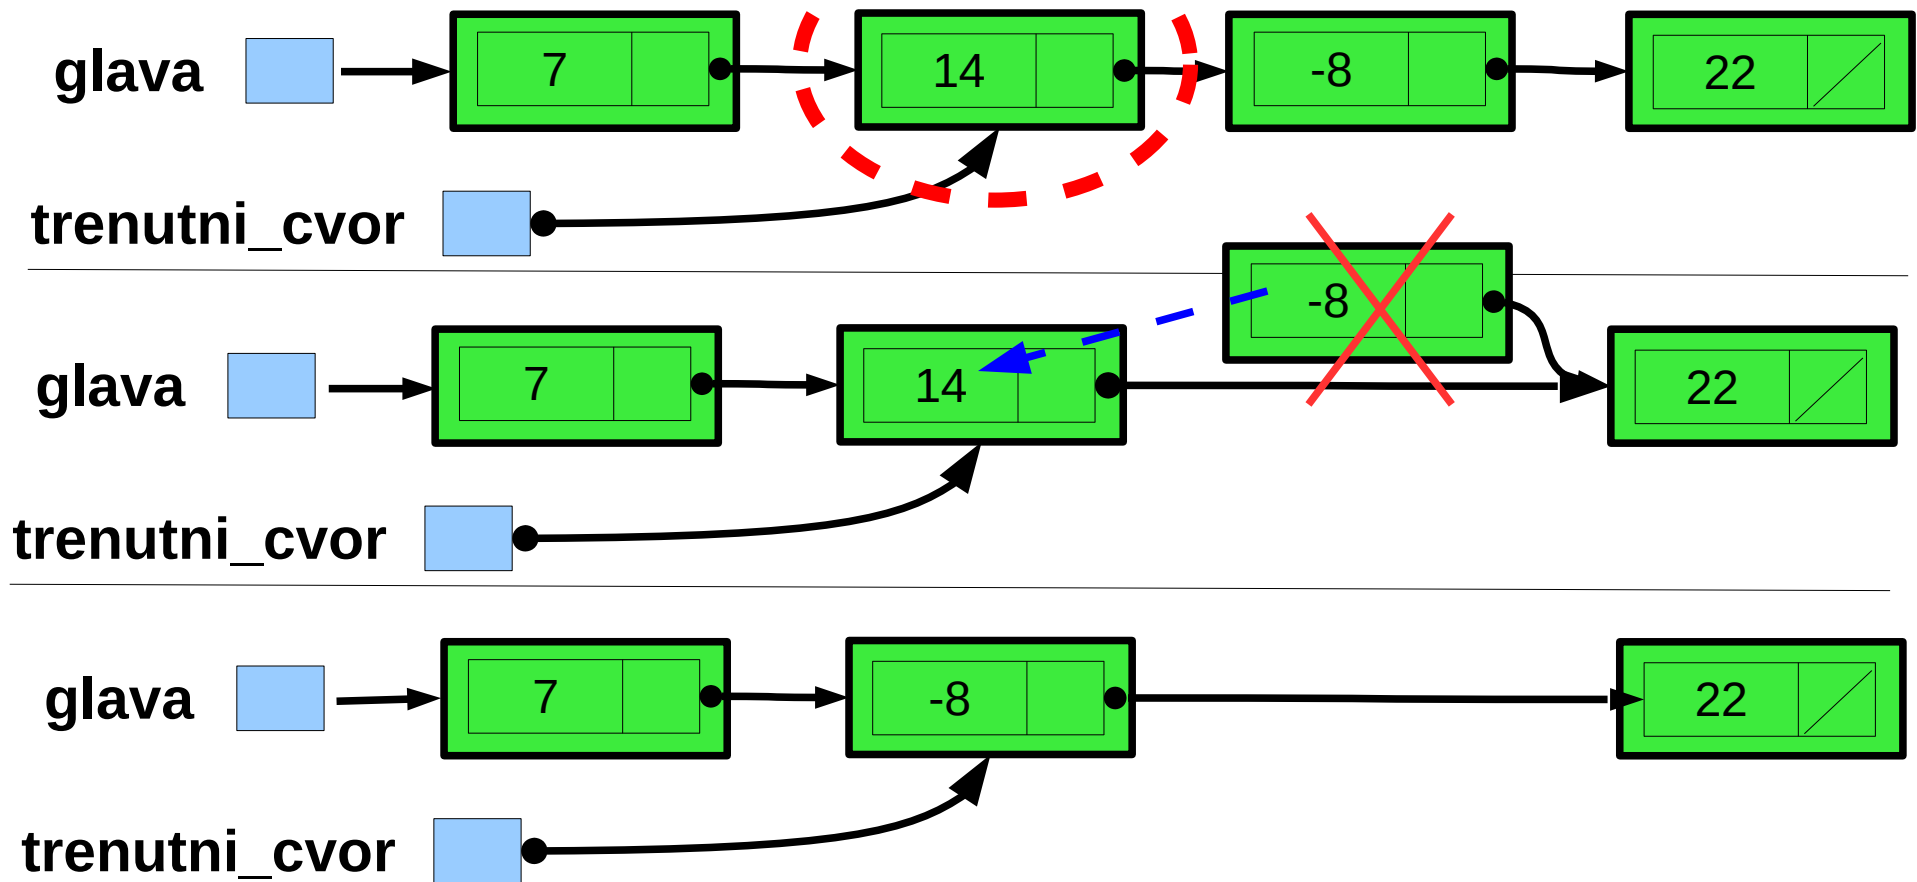 glava 7 14 -8 22
trenutni_cvor
-8
glava 7 14 22
trenutni_cvor
glava 7 -8 22
trenutni_cvor